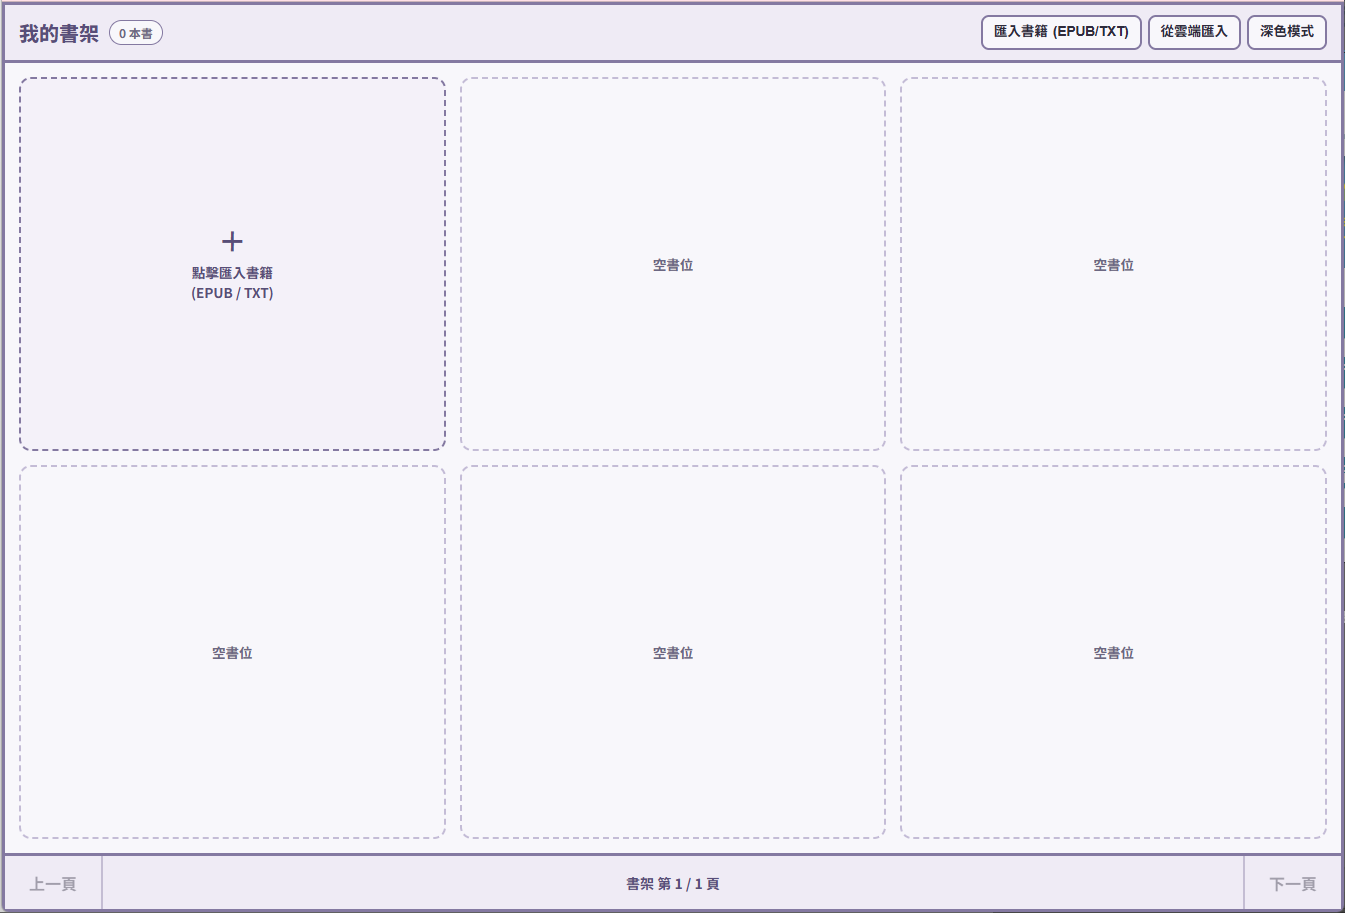 我的書架
0 本書
匯入書籍 (EPUB/TXT)
從雲端匯入
深色模式
點擊匯入書籍
(EPUB / TXT)
空書位
空書位
空書位
空書位
空書位
上一頁
書架 第 1 / 1 頁
下一頁